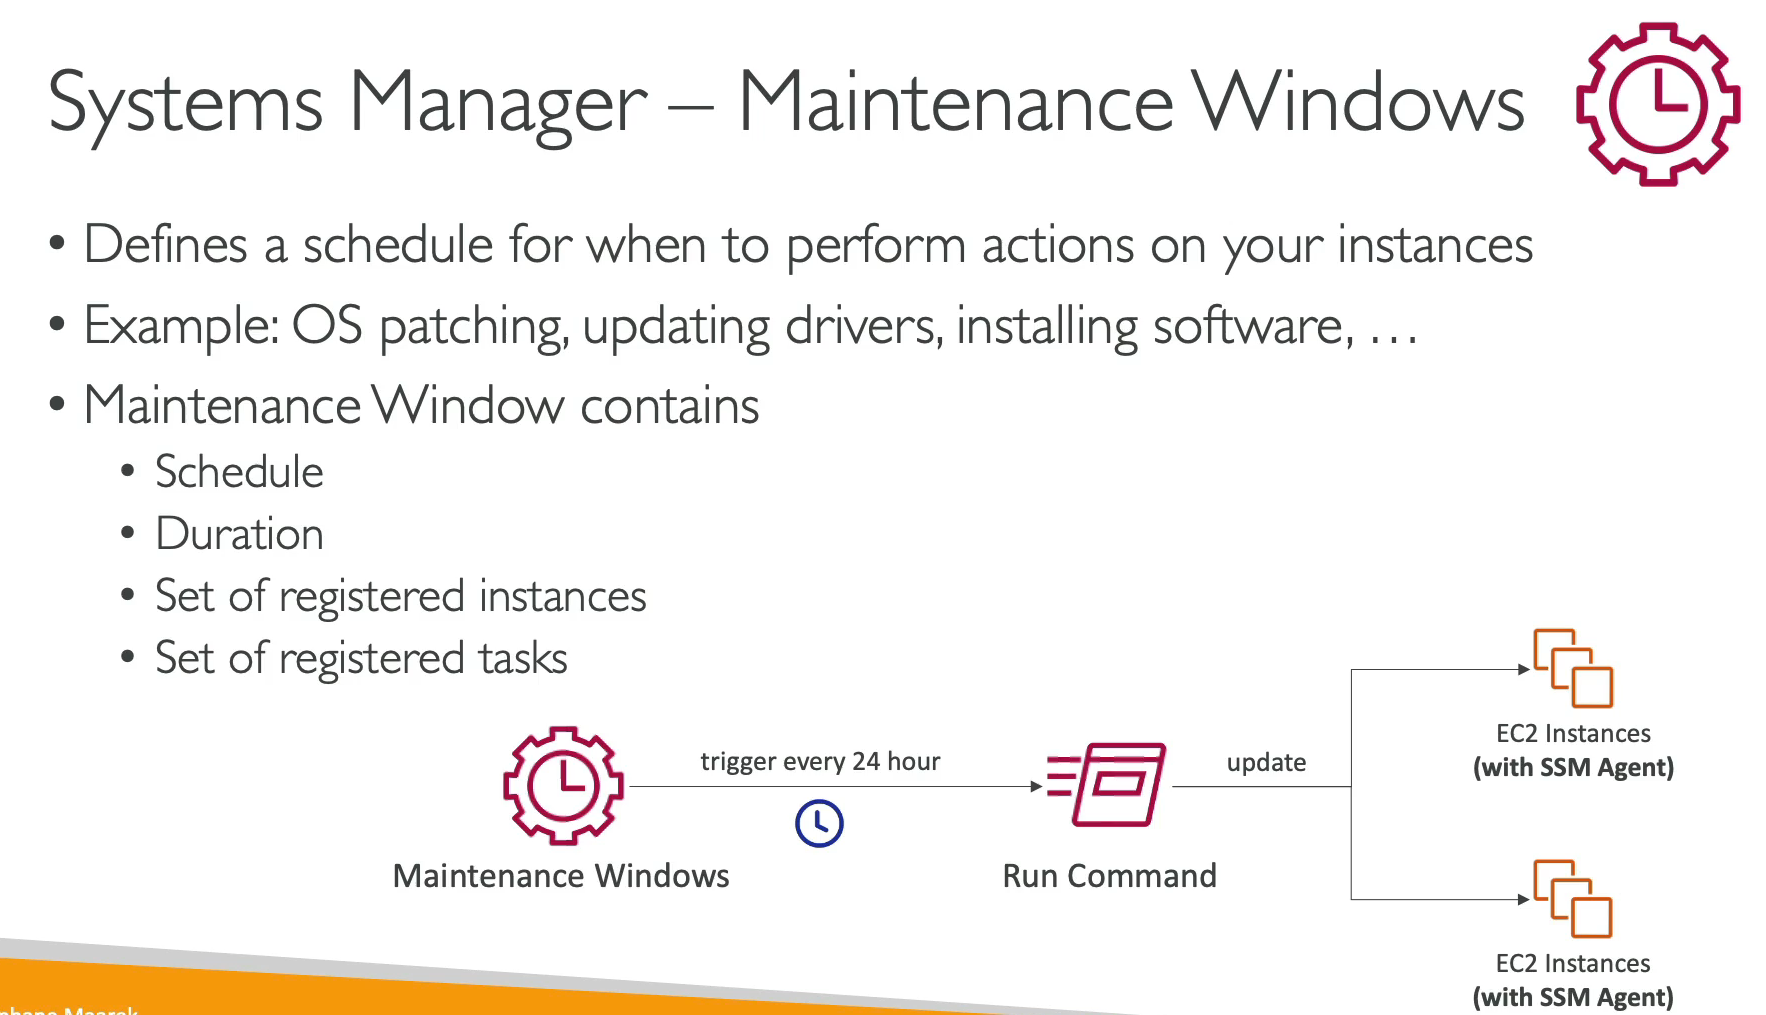 Systems Manager – Maintenance Windows
• Defines a schedule for when to perform actions on your instances
• Example: OS patching, updating drivers, installing software, …
• Maintenance Window contains
• Schedule
• Duration
• Set of registered instances
• Set of registered tasks
trigger every 24 hour
update
Maintenance Windows
Run Command
EC2 Instances
(with SSM Agent)
EC2 Instances
(with SSM Agent)